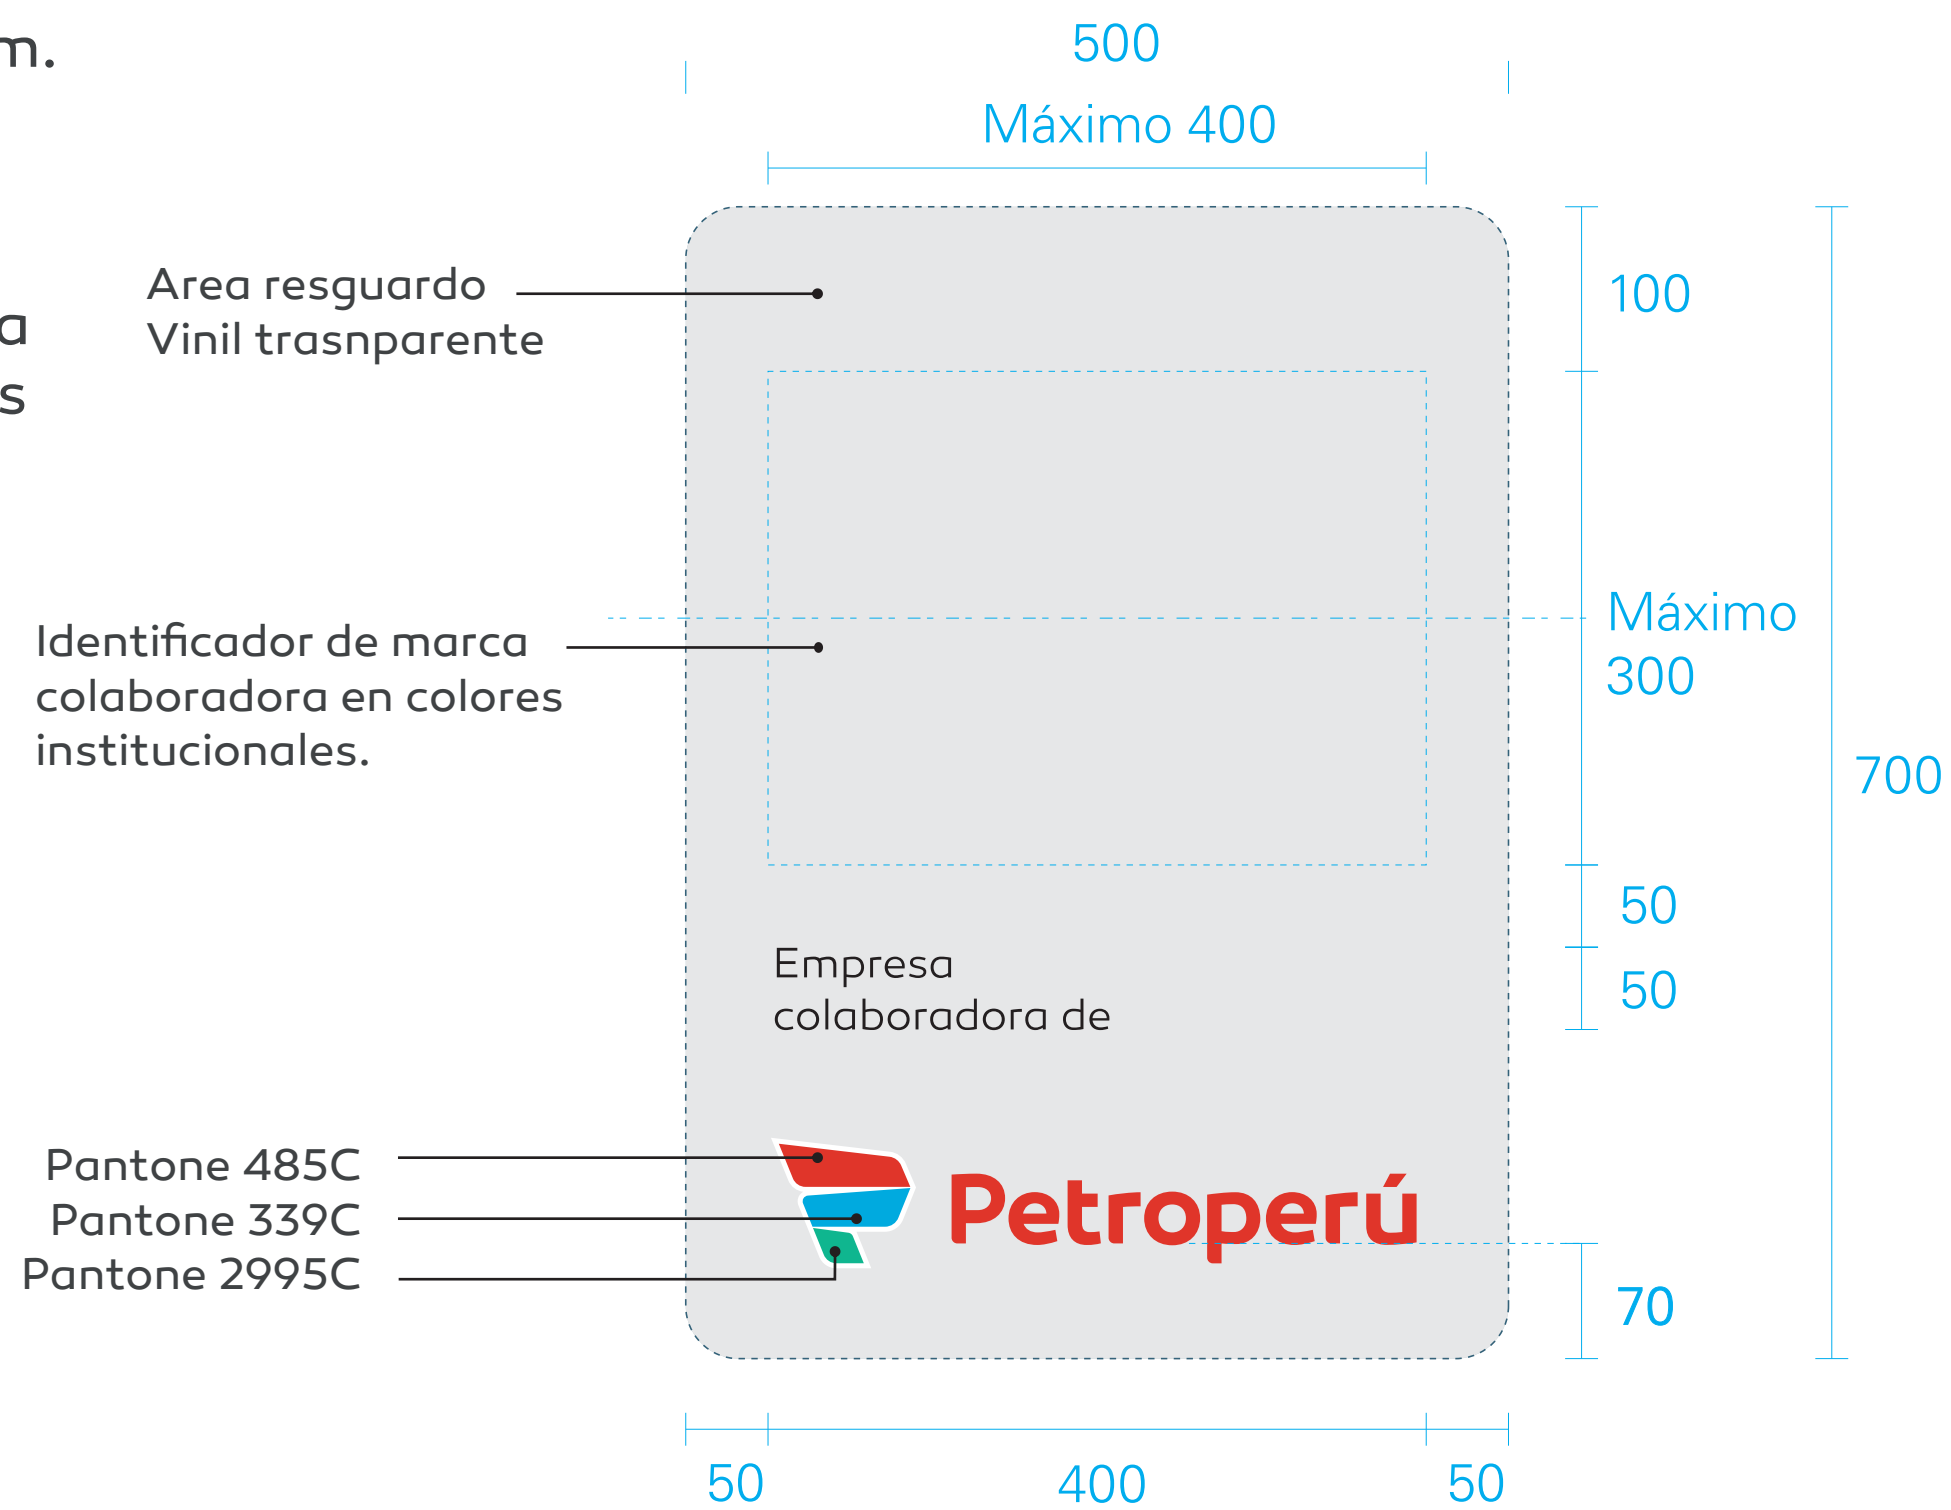 m.
500
Máximo 400
Area resguardo
Vinil trasnparente
100
a
s
Identificador de marca
colaboradora en colores
institucionales.
Máximo
300
700
50
Empresa
colaboradora de
50
Pantone 485C
Pantone 339C
Pantone 2995C
Petroperú
70
50
400
50